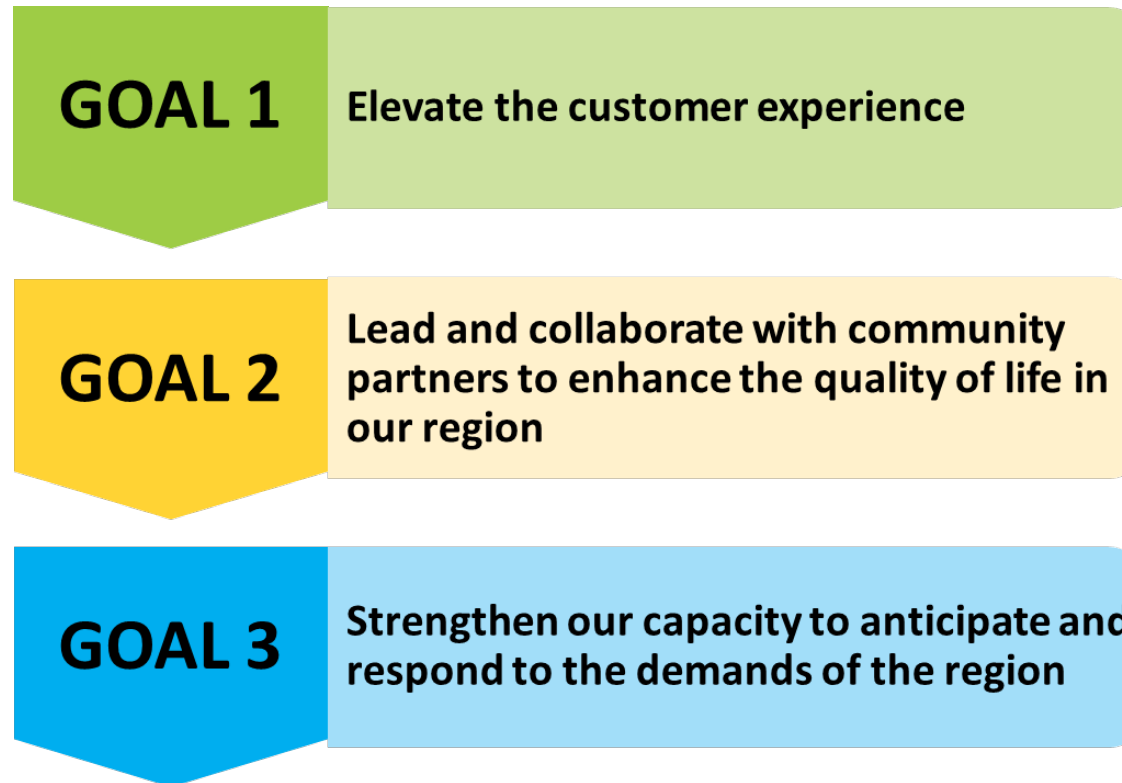 GOAL 1
Elevate the customer experience
GOAL 2
Lead and collaborate with community
partners to enhance the quality of life in
our region
GOAL 3
Strengthen our capacity to anticipate and
respond to the demands of the region